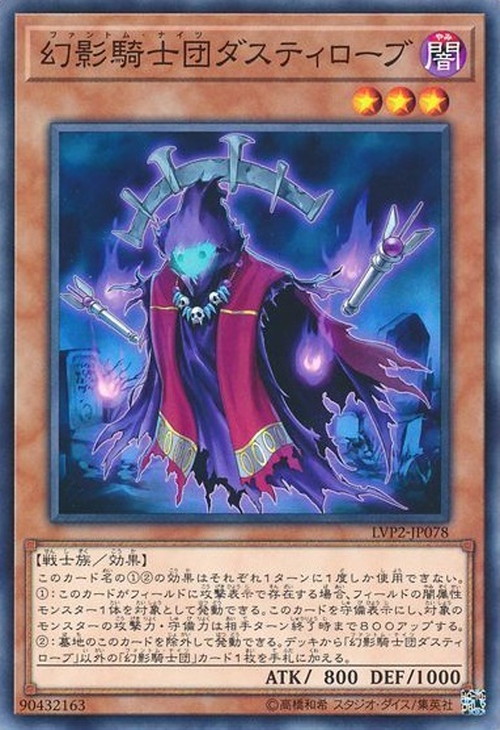 ファントム・ナイツ
幻影騎士団ダスティローブ
やみ
闇
LVP2-JP078
【戦士族／効果】
このカード名の①②の効果はそれぞれ1ターンに1度しか使用できない。
①：このカードがフィールドに攻撃表示で存在する場合、フィールドの闇属性
モンスター1体を対象として発動できる。このカードを守備表示にし、対象の
モンスターの攻撃力・守備力は相手ターン終了時まで８００アップする。
②：墓地のこのカードを除外して発動できる。デッキから「幻影騎士団ダスティ
ローブ」以外の「幻影騎士団」カード1枚を手札に加える。
ATK/ 800 DEF/1000
90432163
©高橋和希 スタジオ・ダイス/集英社